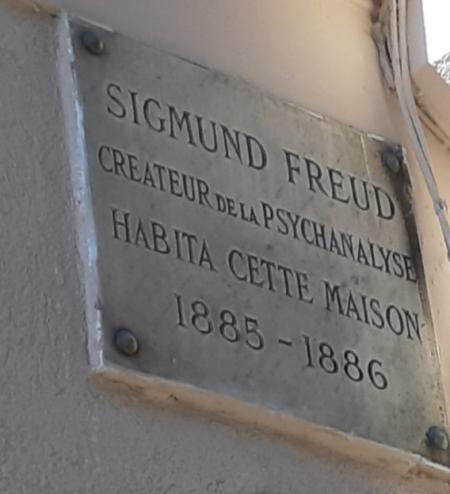 SIGMUND FREUD
CREATEUR DE LA PSYCHANALYSE
HABITA CETTE MAISON
1885 - 1886